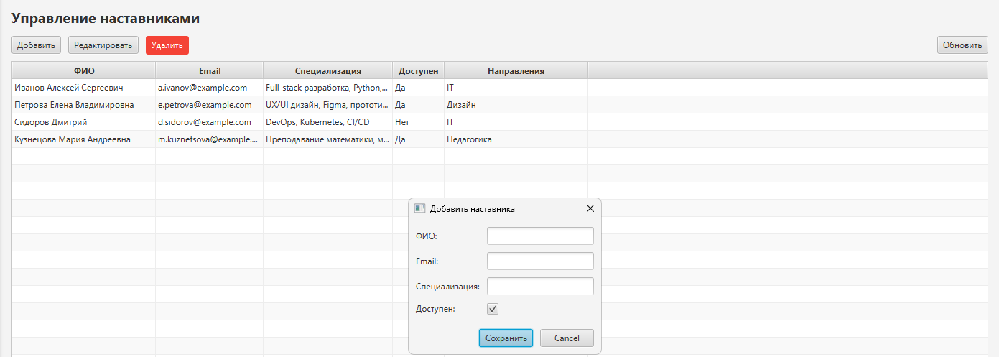 Управление наставниками
Добавить Редактировать Удалить Обновить
ФИО Email Специализация Доступен Направления
Иванов Алексей Сергеевич a.ivanov@example.com Full-stack разработка, Python,... Да IT
Петрова Елена Владимировна e.petrova@example.com UX/UI дизайн, Figma, прототи... Да Дизайн
Сидоров Дмитрий d.sidorov@example.com DevOps, Kubernetes, CI/CD Нет IT
Кузнецова Мария Андреевна m.kuznetsova@example.... Преподавание математики, м... Да Педагогика
Добавить наставника
ФИО:
Email:
Специализация:
Доступен:
Сохранить Cancel